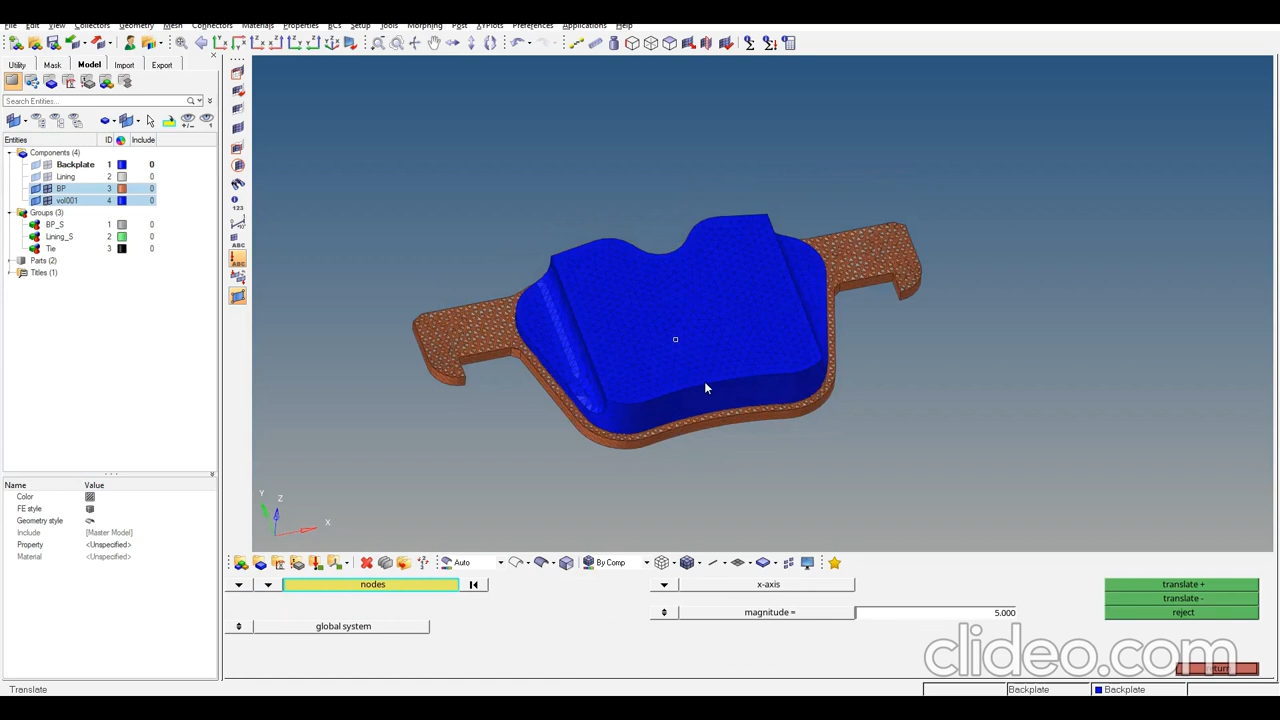 File Edit View Collectors Geometry Mesh Connectors Materials Properties BCs Setup Tools Morphing Post XYPlots Preferences Applications Help
Utility Mask Model Import Export
Search Entities...
Entities ID Include
Components (4)
Backplate 1 0
Lining 2 0
BP 3 0
vol001 4 0
Groups (3)
BP_S 1 0
Lining_S 2 0
Tie 3 0
Parts (2)
Titles (1)
123
ABC
ABC
Y
Z
X
Name Value
Color
FE style
Geometry style
Include [Master Model]
Property <Unspecified>
Material <Unspecified>
Auto By Comp
nodes x-axis translate +
translate -
magnitude = 5.000 reject
global system
clideo.com
return
Translate Backplate Backplate